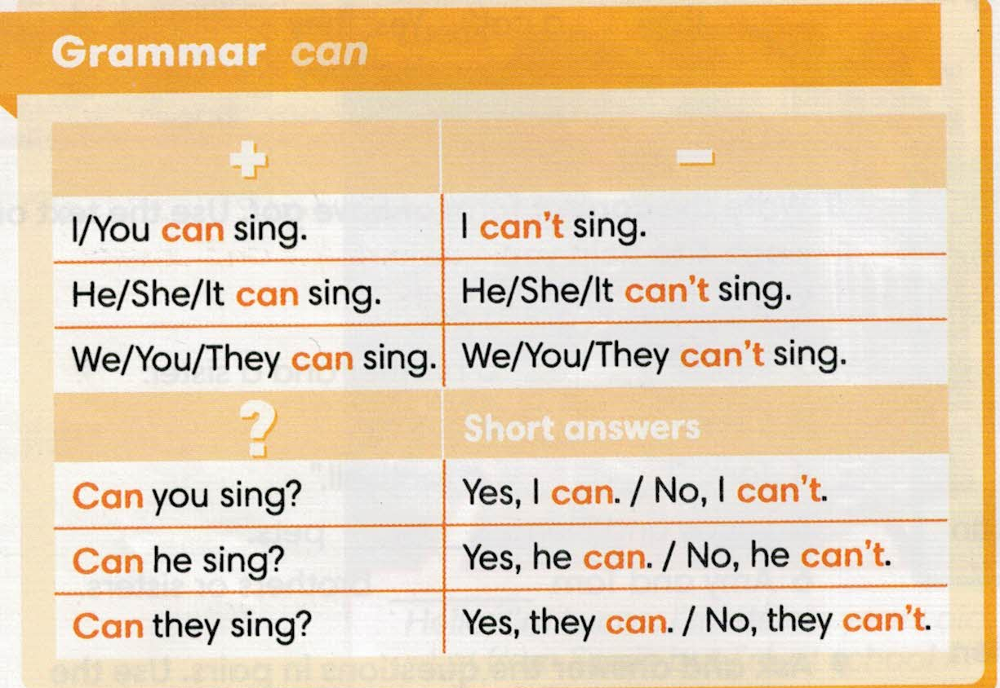 Grammar can
+ −
I/You can sing. I can't sing.
He/She/It can sing. He/She/It can't sing.
We/You/They can sing. We/You/They can't sing.
? Short answers
Can you sing? Yes, I can. / No, I can't.
Can he sing? Yes, he can. / No, he can't.
Can they sing? Yes, they can. / No, they can't.